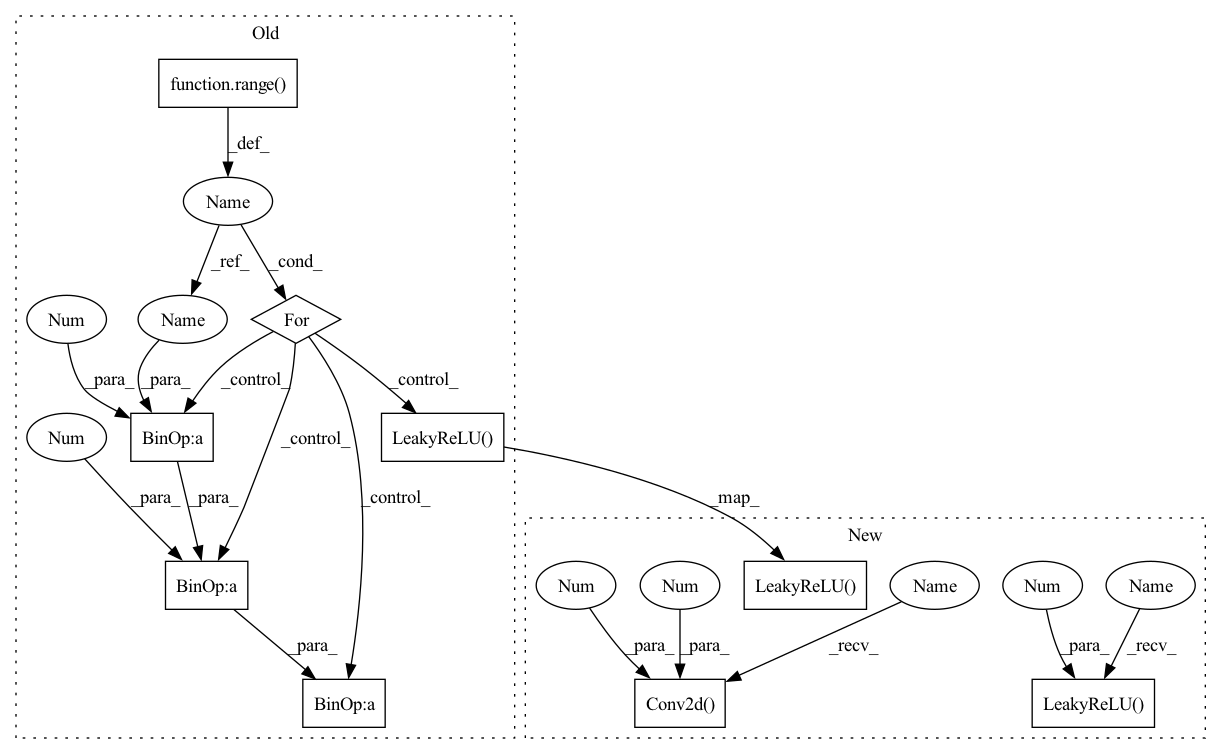 Old
function.range()
_def_
Name
_ref_
_cond_
Num
Name
For
_para_
_para_
_control_
_control_
Num
BinOp:a
_control_
LeakyReLU()
_para_
_para_
_control_
_map_
New
BinOp:a
Num
Num
LeakyReLU()
Name
Num
Name
_para_
_para_
_para_
_recv_
_para_
_recv_
BinOp:a
Conv2d()
LeakyReLU()